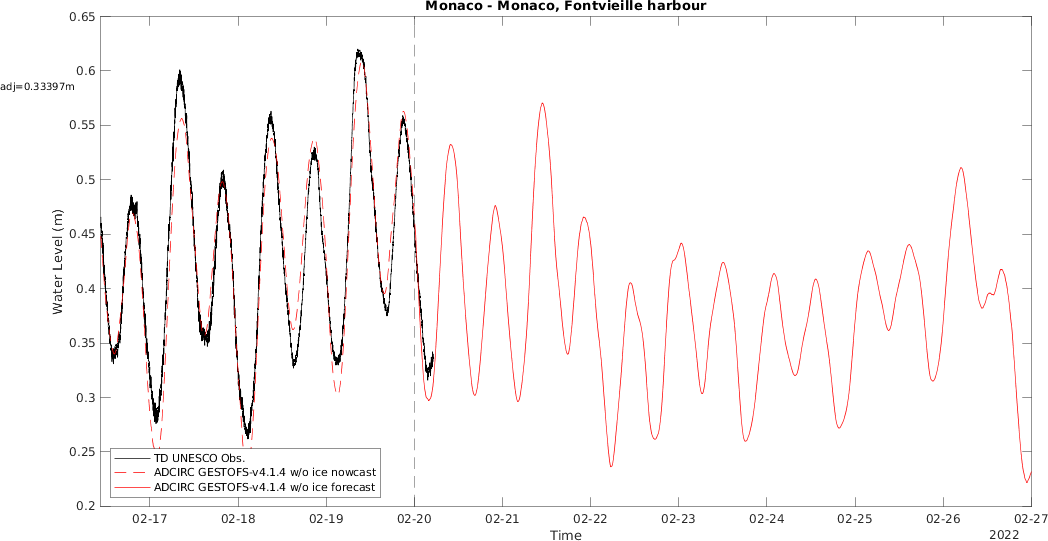 Monaco - Monaco, Fontvieille harbour
adj=0.33397m
Water Level (m)
0.65
0.6
0.55
0.5
0.45
0.4
0.35
0.3
0.25
0.2
TD UNESCO Obs.
ADCIRC GESTOFS-v4.1.4 w/o ice nowcast
ADCIRC GESTOFS-v4.1.4 w/o ice forecast
02-17 02-18 02-19 02-20 02-21 02-22 02-23 02-24 02-25 02-26 02-27
Time
2022